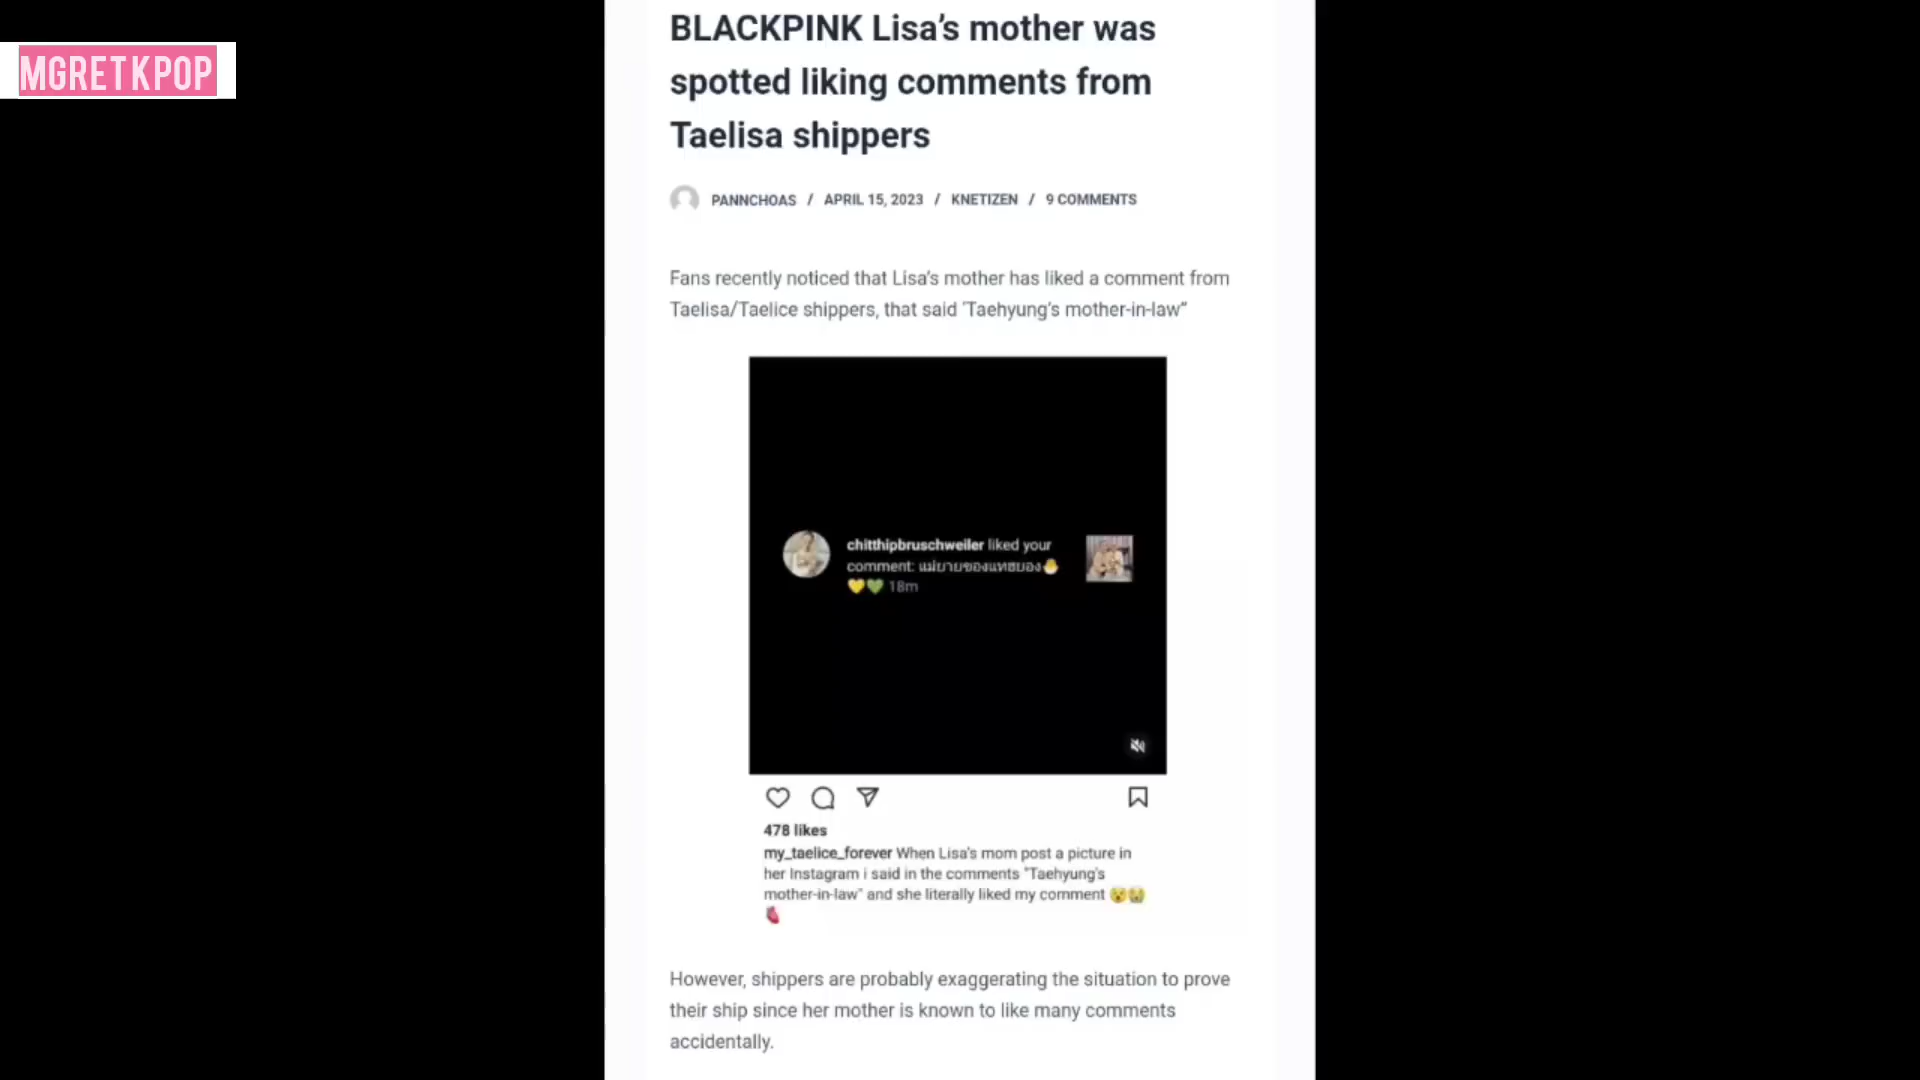 MGRETKPOP
BLACKPINK Lisa's mother was
spotted liking comments from
Taelisa shippers
PANNCHOAS / APRIL 15, 2023 / KNETIZEN / 9 COMMENTS
Fans recently noticed that Lisa's mother has liked a comment from
Taelisa/Taelice shippers, that said 'Taehyung's mother-in-law"
chitthipbruschweiler liked your
comment: แม่ยายของแทฮยอง🐣
💛💚 18m
478 likes
my_taelice_forever When Lisa's mom post a picture in
her Instagram i said in the comments "Taehyung's
mother-in-law" and she literally liked my comment 😯😭
🫀
However, shippers are probably exaggerating the situation to prove
their ship since her mother is known to like many comments
accidentally.